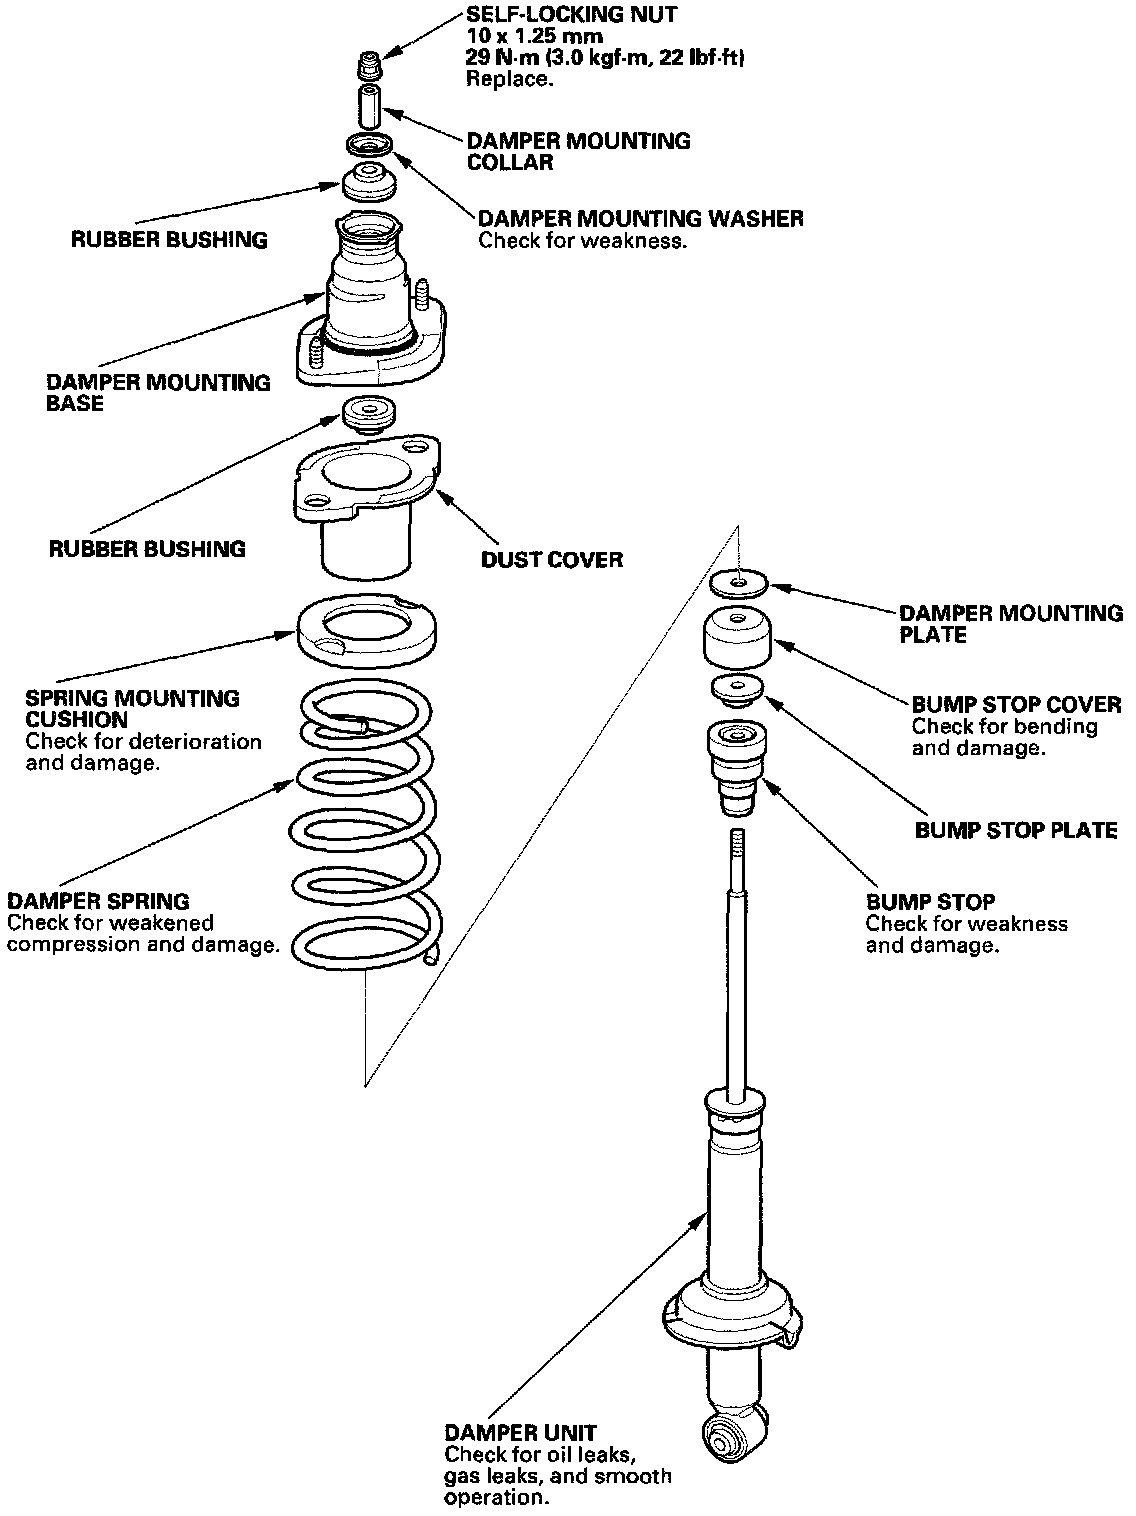 SELF-LOCKING NUT
10 x 1.25 mm
29 N·m (3.0 kgf·m, 22 lbf·ft)
Replace.
DAMPER MOUNTING
COLLAR
DAMPER MOUNTING WASHER
Check for weakness.
RUBBER BUSHING
DAMPER MOUNTING
BASE
RUBBER BUSHING
DUST COVER
SPRING MOUNTING
CUSHION
Check for deterioration
and damage.
DAMPER SPRING
Check for weakened
compression and damage.
DAMPER MOUNTING
PLATE
BUMP STOP COVER
Check for bending
and damage.
BUMP STOP PLATE
BUMP STOP
Check for weakness
and damage.
DAMPER UNIT
Check for oil leaks,
gas leaks, and smooth
operation.